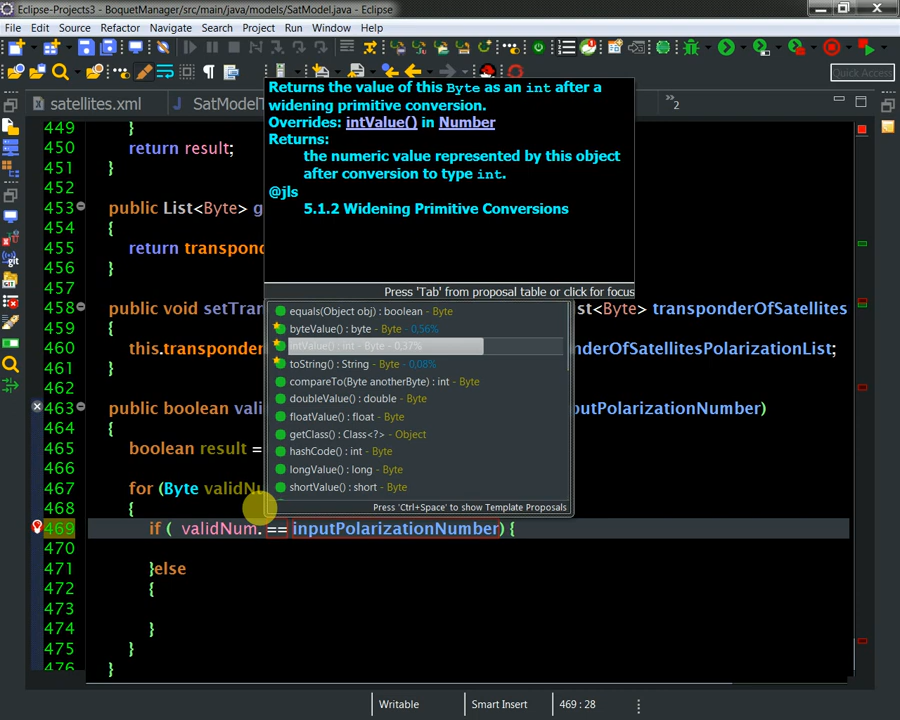 Eclipse-Projects3 - BoquetManager/src/main/java/models/SatModel.java - Eclipse
File Edit Source Refactor Navigate Search Project Run Window Help
Quick Access
satellites.xml SatModelT »2
449 }
450 return result;
451 }
452
453 public List<Byte> g
454 {
455 return transpond
456 }
457
458 public void setTran st<Byte> transponderOfSatellites
459 {
460 this.transponder nderOfSatellitesPolarizationList;
461 }
462
463 public boolean vali nputPolarizationNumber)
464 {
465 boolean result =
466
467 for (Byte validNu
468 {
469 if ( validNum. == inputPolarizationNumber) {
470
471 }else
472 {
473
474 }
475 }
476 }
Returns the value of this Byte as an int after a
widening primitive conversion.
Overrides: intValue() in Number
Returns:
the numeric value represented by this object
after conversion to type int.
@jls
5.1.2 Widening Primitive Conversions
Press 'Tab' from proposal table or click for focus
equals(Object obj) : boolean - Byte
byteValue() : byte - Byte - 0,56%
intValue() : int - Byte - 0,37%
toString() : String - Byte - 0,08%
compareTo(Byte anotherByte) : int - Byte
doubleValue() : double - Byte
floatValue() : float - Byte
getClass() : Class<?> - Object
hashCode() : int - Byte
longValue() : long - Byte
shortValue() : short - Byte
Press 'Ctrl+Space' to show Template Proposals
Writable Smart Insert 469 : 28